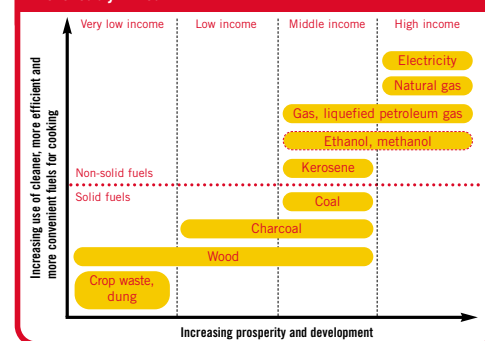 Very low income
Low income
Middle income
High income
Electricity
Natural gas
Gas, liquefied petroleum gas
Ethanol, methanol
Kerosene
Non-solid fuels
Solid fuels
Coal
Charcoal
Wood
Crop waste,
dung
Increasing use of cleaner, more efficient and
more convenient fuels for cooking
Increasing prosperity and development